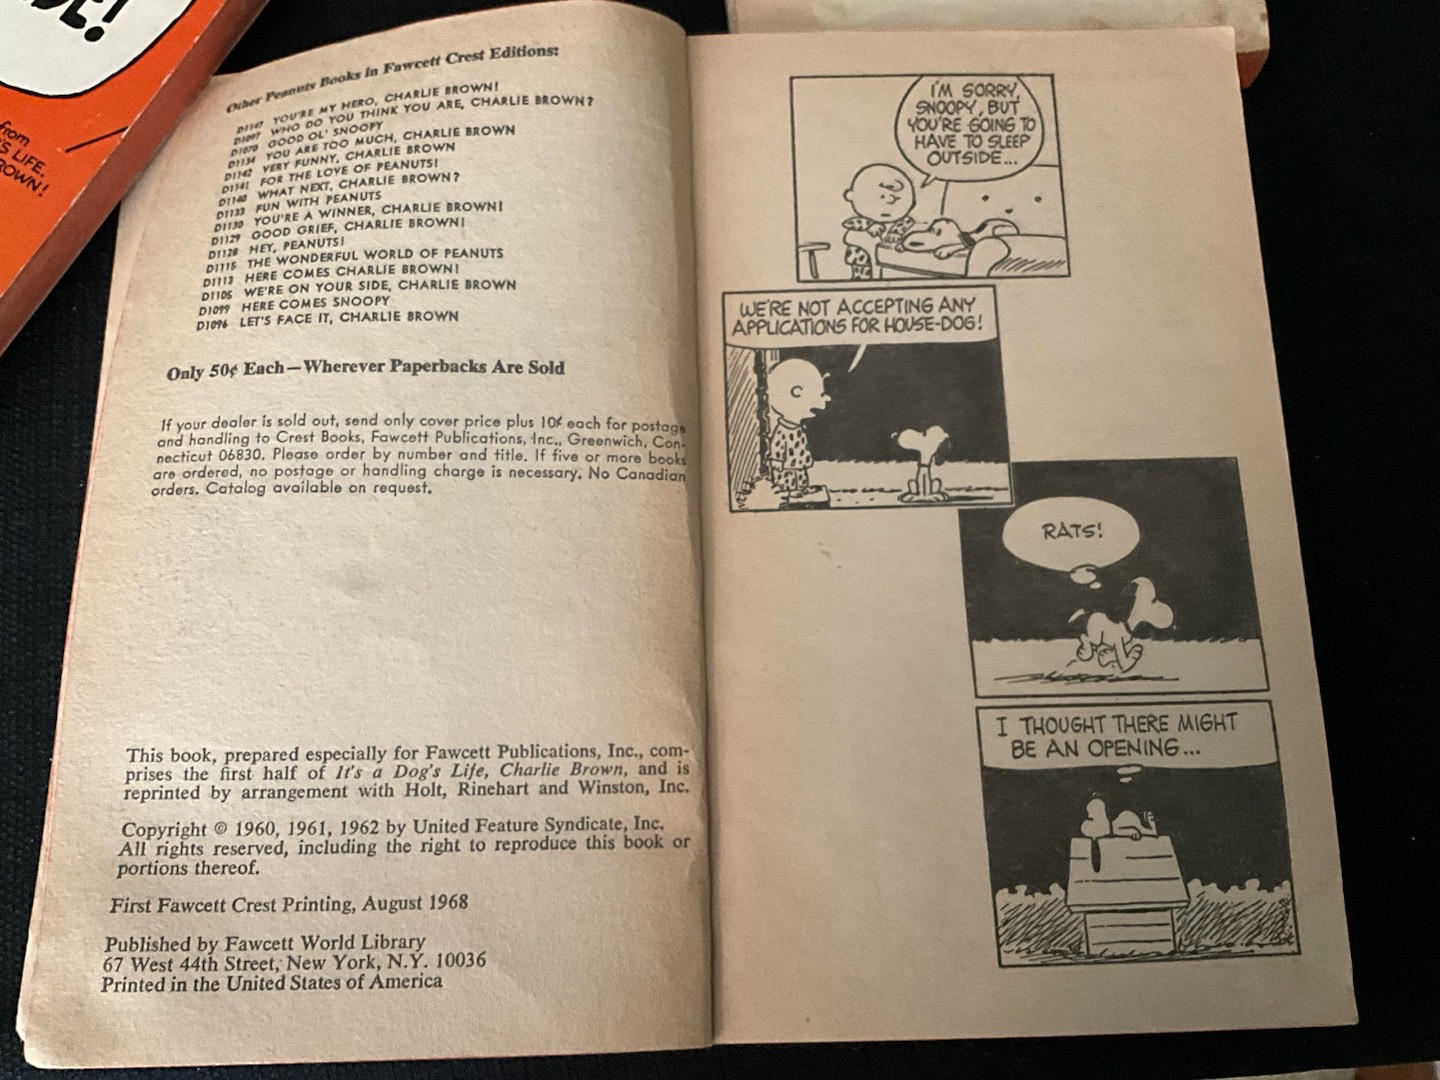 from
S LIFE,
OWN!
Other Peanuts Books in Fawcett Crest Editions:
D1147 YOU'RE MY HERO, CHARLIE BROWN!
D1097 WHO DO YOU THINK YOU ARE, CHARLIE BROWN?
D1070 GOOD OL' SNOOPY
D1134 YOU ARE TOO MUCH, CHARLIE BROWN
D1142 VERY FUNNY, CHARLIE BROWN
D1141 FOR THE LOVE OF PEANUTS!
D1140 WHAT NEXT, CHARLIE BROWN?
D1133 FUN WITH PEANUTS
D1130 YOU'RE A WINNER, CHARLIE BROWN!
D1129 GOOD GRIEF, CHARLIE BROWN!
D1128 HEY, PEANUTS!
D1115 THE WONDERFUL WORLD OF PEANUTS
D1113 HERE COMES CHARLIE BROWN!
D1105 WE'RE ON YOUR SIDE, CHARLIE BROWN
D1099 HERE COMES SNOOPY
D1096 LET'S FACE IT, CHARLIE BROWN
Only 50¢ Each—Wherever Paperbacks Are Sold
If your dealer is sold out, send only cover price plus 10¢ each for postage
and handling to Crest Books, Fawcett Publications, Inc., Greenwich, Con-
necticut 06830. Please order by number and title. If five or more books
are ordered, no postage or handling charge is necessary. No Canadian
orders. Catalog available on request.
This book, prepared especially for Fawcett Publications, Inc., com-
prises the first half of It's a Dog's Life, Charlie Brown, and is
reprinted by arrangement with Holt, Rinehart and Winston, Inc.
Copyright © 1960, 1961, 1962 by United Feature Syndicate, Inc.
All rights reserved, including the right to reproduce this book or
portions thereof.
First Fawcett Crest Printing, August 1968
Published by Fawcett World Library
67 West 44th Street, New York, N.Y. 10036
Printed in the United States of America
I'M SORRY,
SNOOPY, BUT
YOU'RE GOING TO
HAVE TO SLEEP
OUTSIDE...
WE'RE NOT ACCEPTING ANY
APPLICATIONS FOR HOUSE-DOG!
RATS!
I THOUGHT THERE MIGHT
BE AN OPENING...